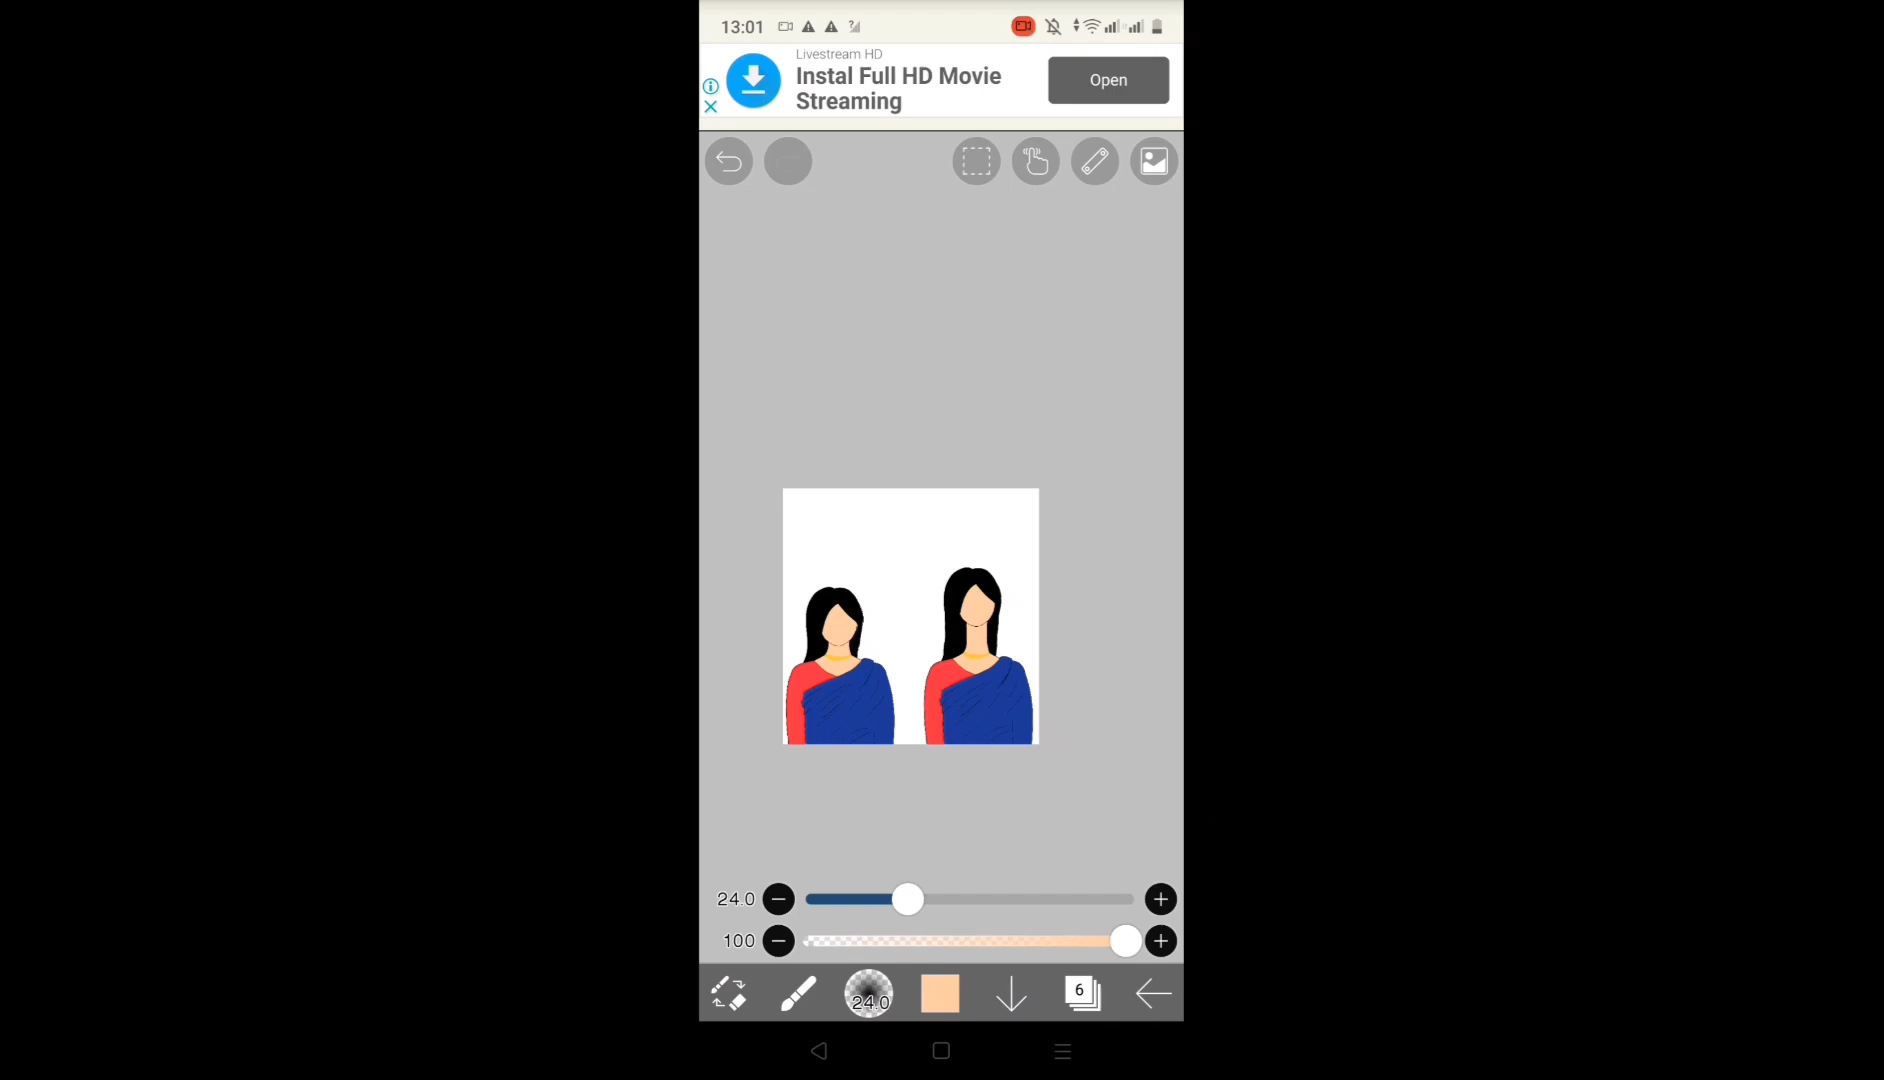 13:01
Livestream HD
Instal Full HD Movie
Streaming
Open
24.0
100
24.0
6